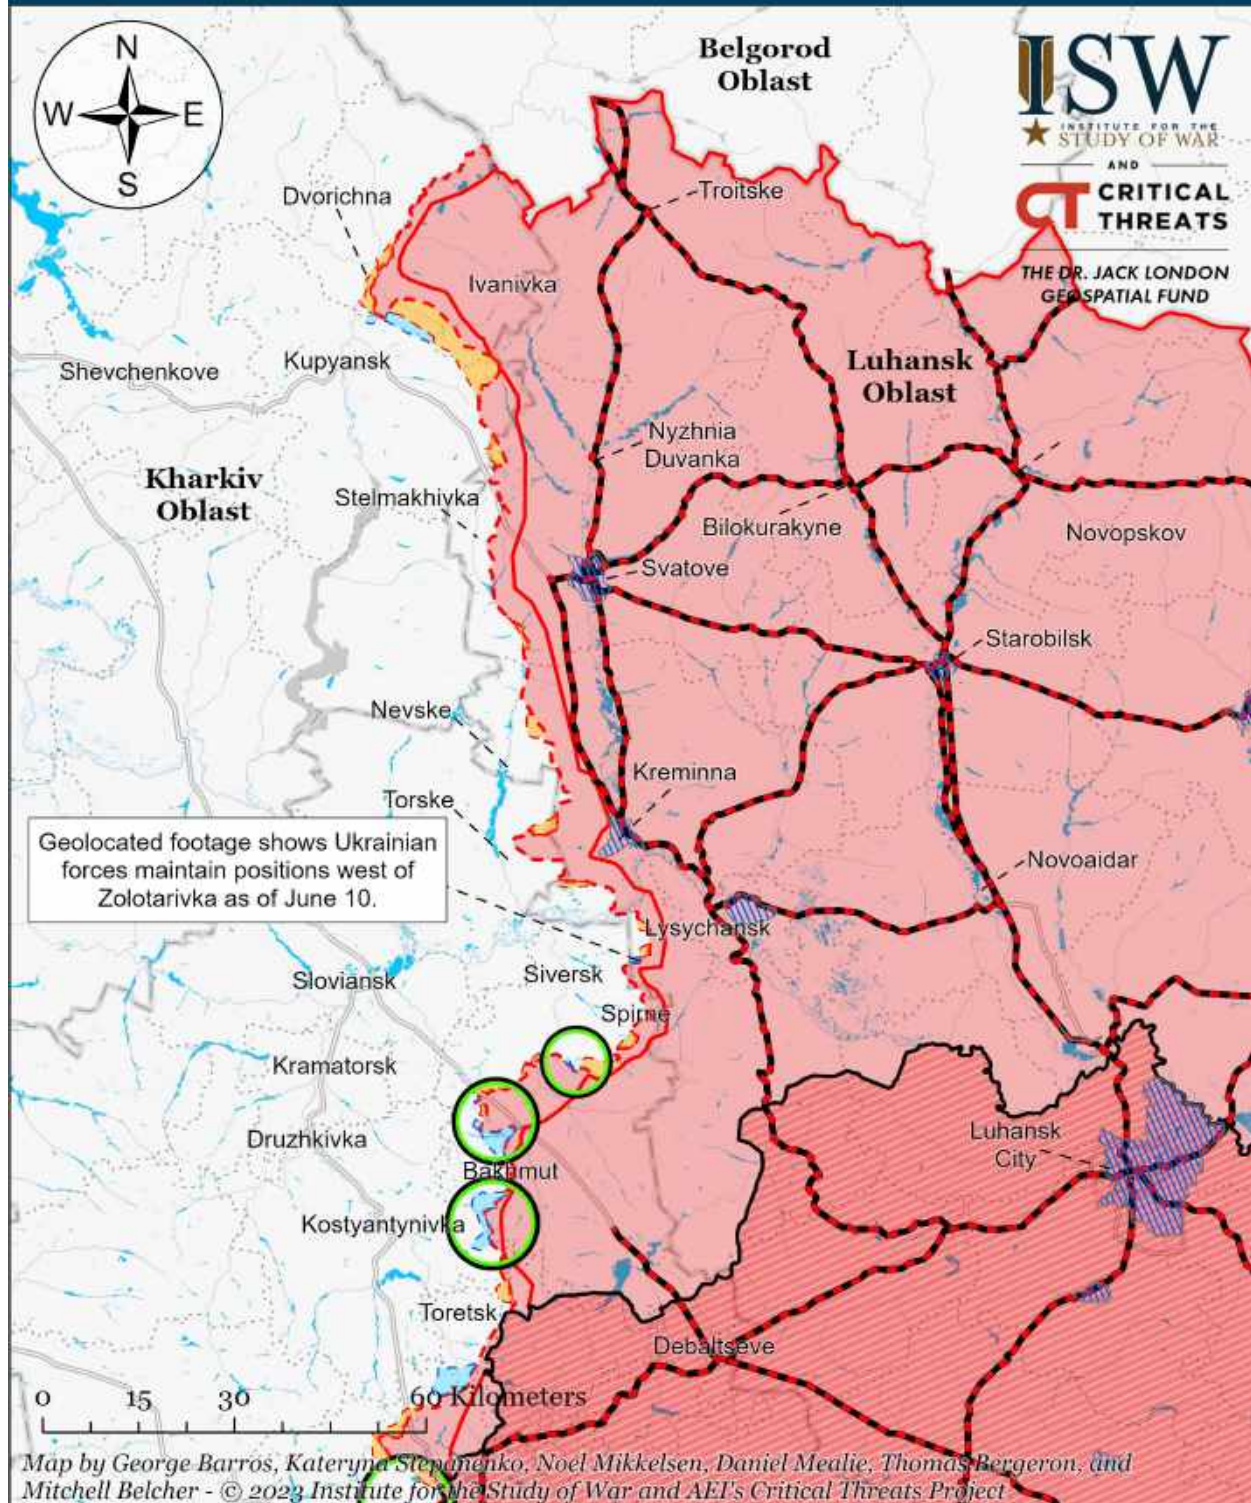 N
W E
S
Belgorod
Oblast
ISW
INSTITUTE FOR THE
STUDY OF WAR
AND
CT CRITICAL
THREATS
THE DR. JACK LONDON
GEOSPATIAL FUND
Dvorichna
Troitske
Ivanivka
Shevchenkove
Kupyansk
Luhansk
Oblast
Nyzhnia
Duvanka
Kharkiv
Oblast
Stelmakhivka
Bilokurakyne
Novopskov
Svatove
Starobilsk
Nevske
Kreminna
Torske
Geolocated footage shows Ukrainian
forces maintain positions west of
Zolotarivka as of June 10.
Novoaidar
Lysychansk
Siversk
Sloviansk
Spirne
Kramatorsk
Druzhkivka
Luhansk
City
Bakhmut
Kostyantynivka
Toretsk
Debaltseve
0 15 30 60 Kilometers
Map by George Barros, Kateryna Stepanenko, Noel Mikkelsen, Daniel Mealie, Thomas Bergeron, and
Mitchell Belcher - © 2023 Institute for the Study of War and AEI's Critical Threats Project